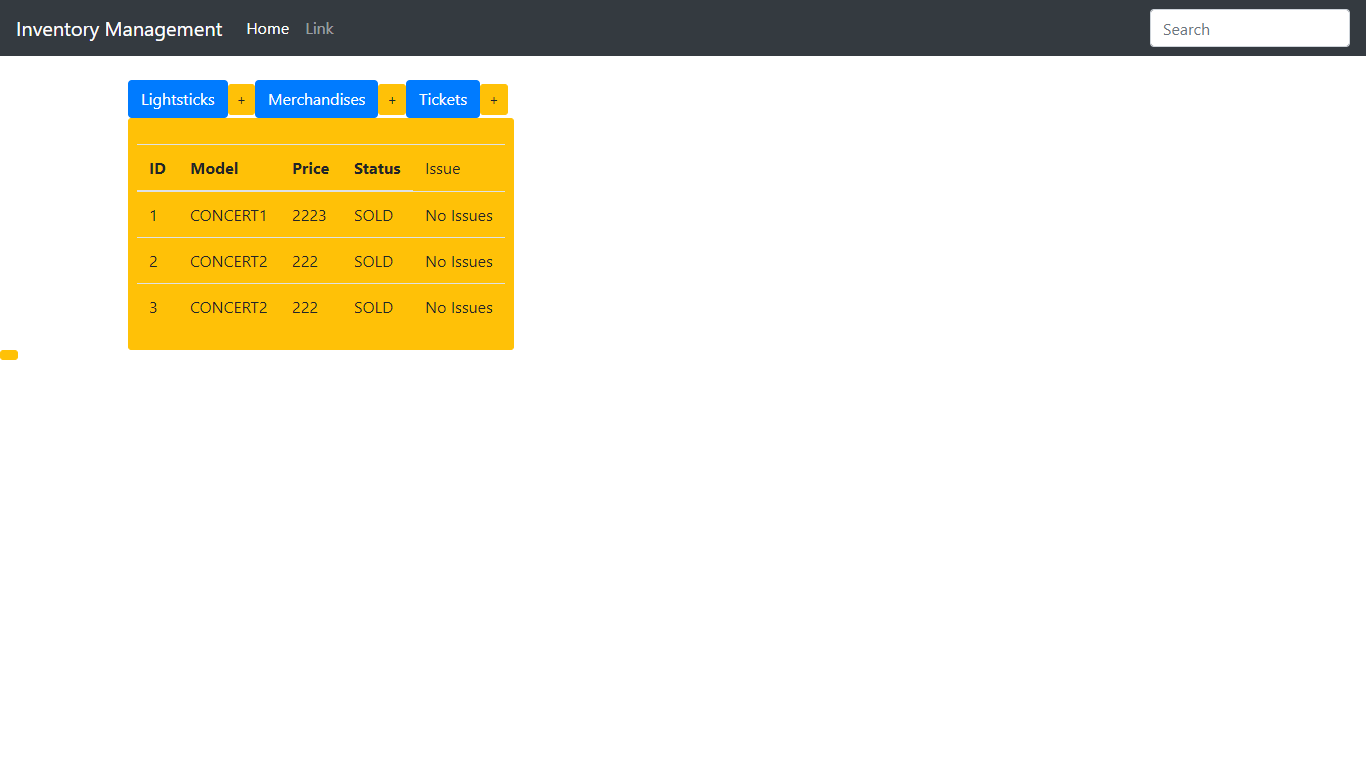 Inventory Management Home Link Search
Lightsticks + Merchandises + Tickets +
ID Model Price Status Issue
1 CONCERT1 2223 SOLD No Issues
2 CONCERT2 222 SOLD No Issues
3 CONCERT2 222 SOLD No Issues